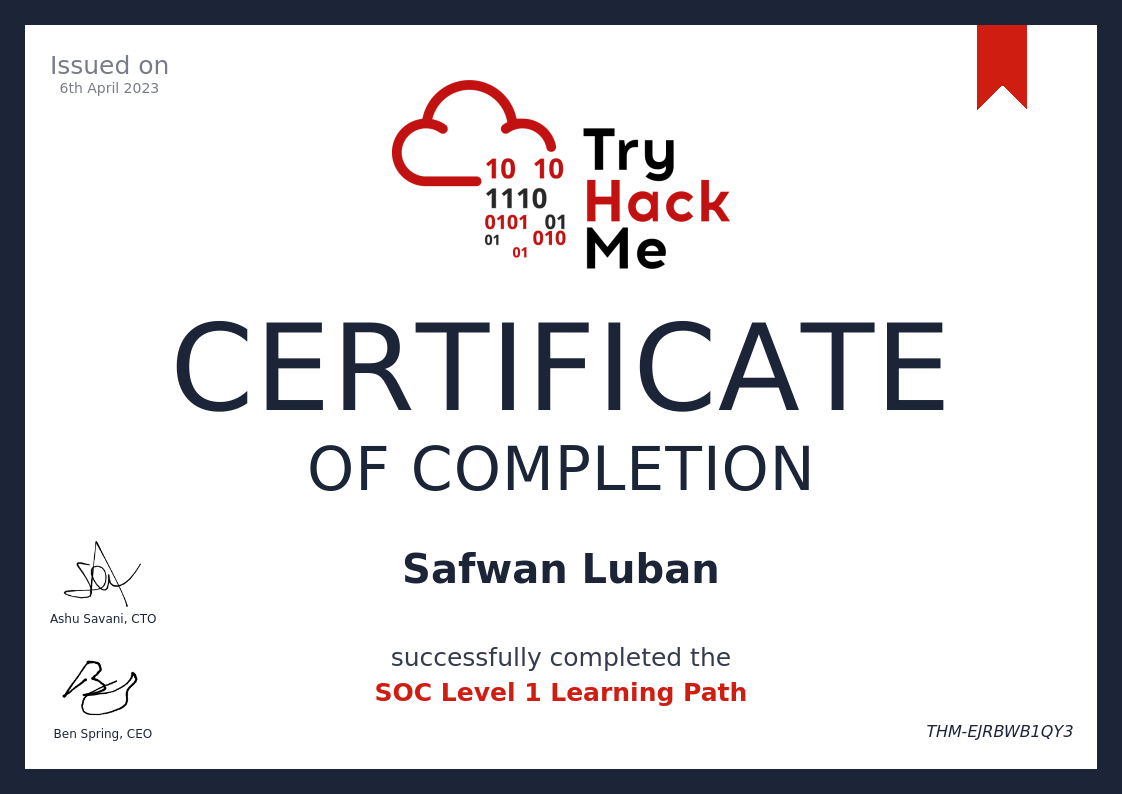 Issued on
6th April 2023
10 10
1110
0101 01
01 010
01
Try
Hack
Me
CERTIFICATE
OF COMPLETION
Safwan Luban
Ashu Savani, CTO
successfully completed the
SOC Level 1 Learning Path
Ben Spring, CEO
THM-EJRBWB1QY3